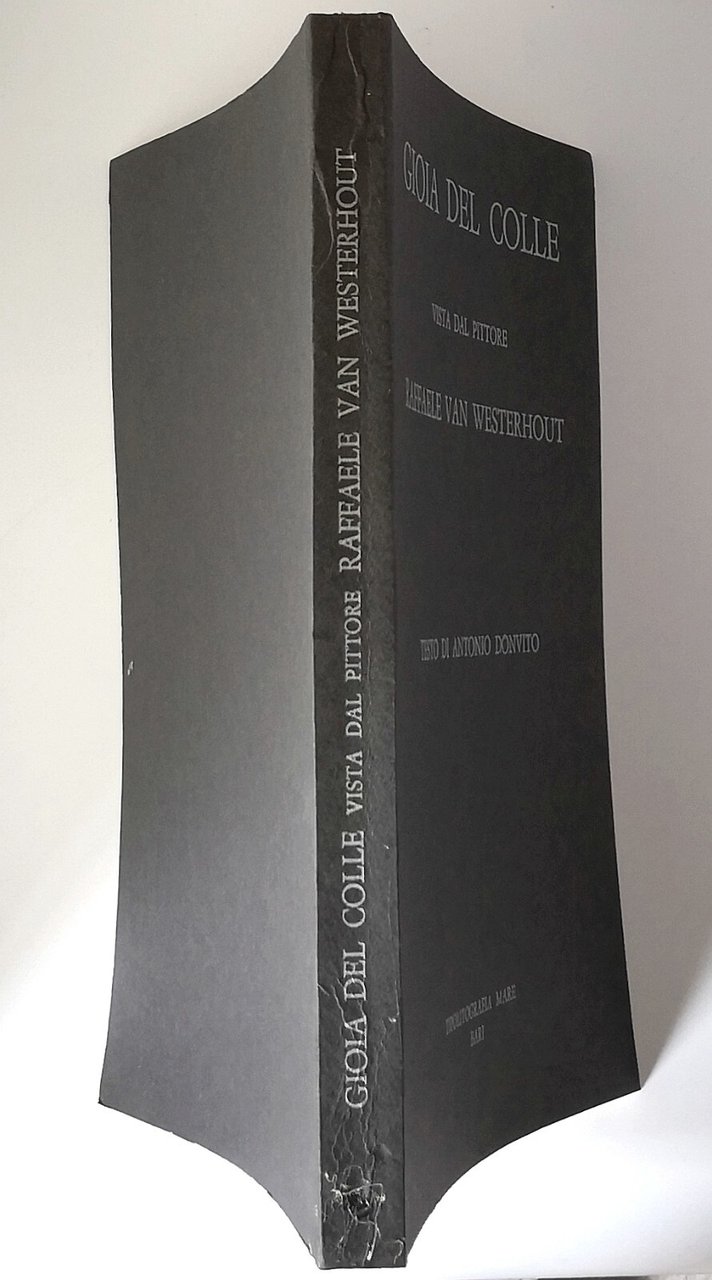 GIOIA DEL COLLE VISTA DAL PITTORE RAFFAELE VAN WESTERHOUT
GIOIA DEL COLLE
VISTA DAL PITTORE
RAFFAELE VAN WESTERHOUT
TESTO DI ANTONIO DONVITO
TIPOLITOGRAFIA MARE
BARI